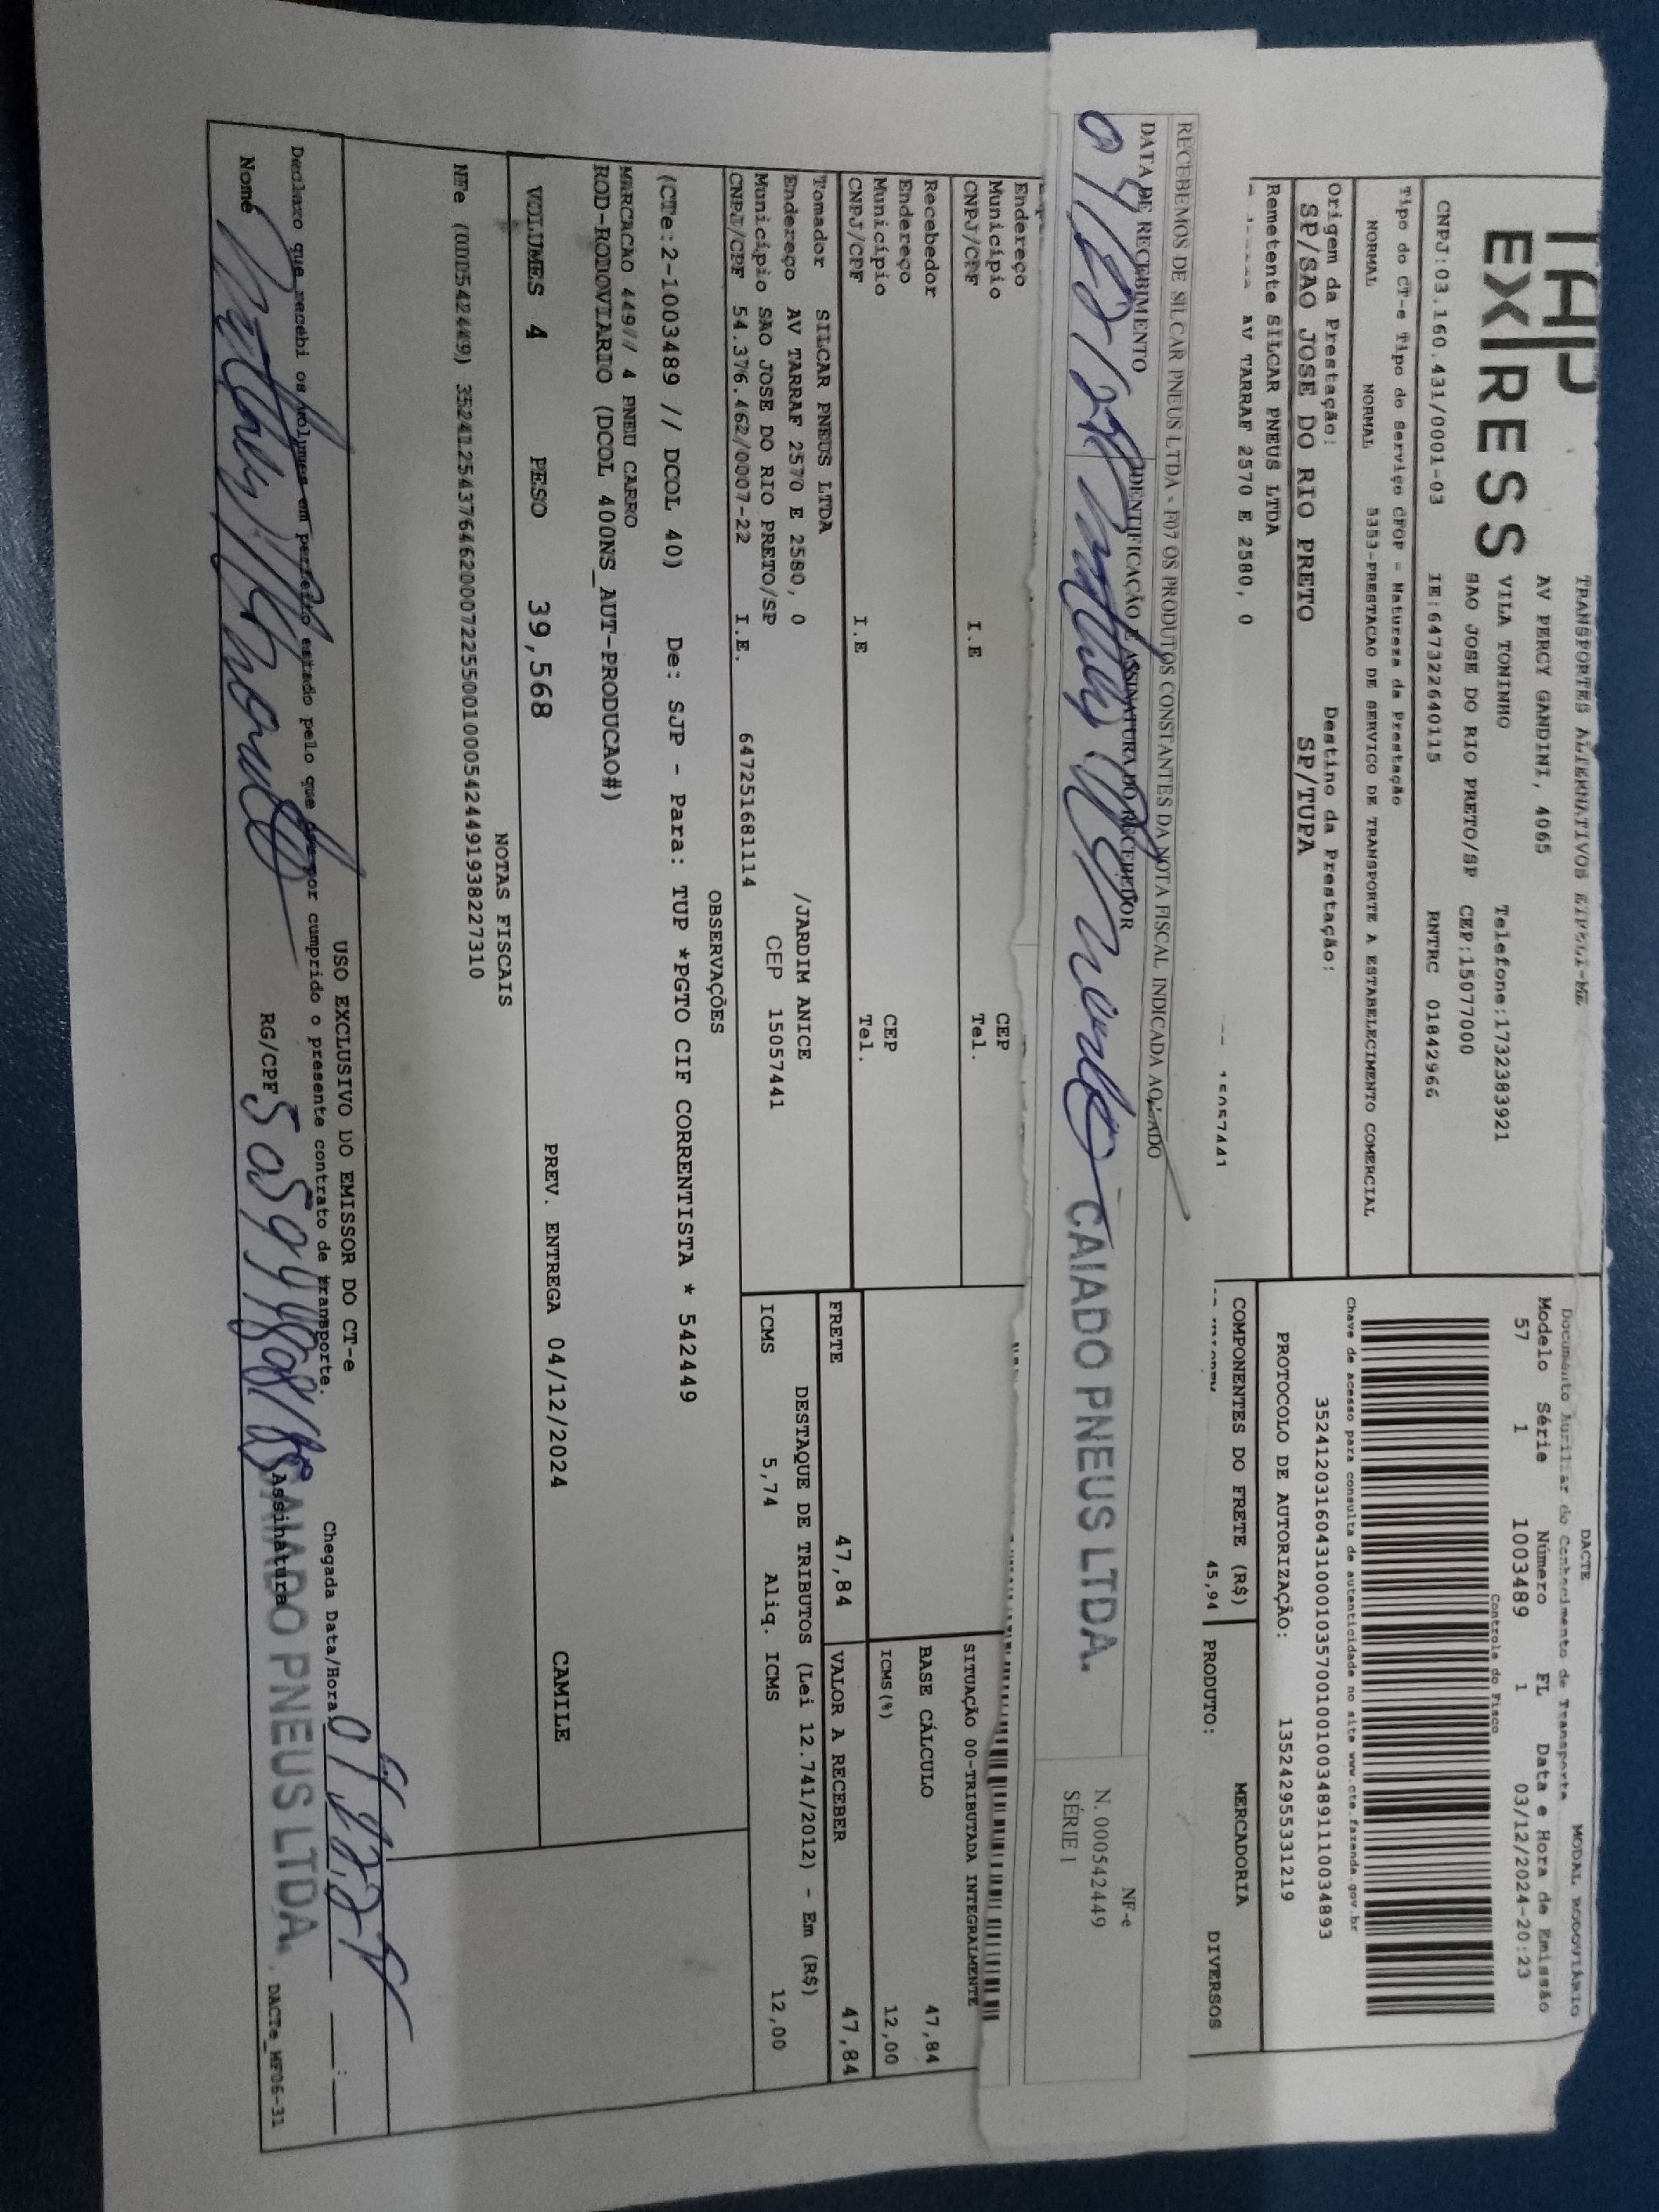 TAP
EXPRESS
TRANSPORTES ALTERNATIVOS EIRELI-ME
AV PERCY GANDINI, 4065
VILA TONINHO Telefone:1732383921
SAO JOSE DO RIO PRETO/SP CEP:15077000
CNPJ:03.160.431/0001-03 IE:647322640115 RNTRC 01842966
DACTE MODAL RODOVIÁRIO
Documento Auxiliar do Conhecimento de Transporte
Modelo Série Número FL Data e Hora de Emissão
57 1 1003489 1 03/12/2024-20:23
Controle do Fisco
Tipo do CT-e Tipo do Serviço CFOP - Natureza da Prestação
NORMAL NORMAL 5353-PRESTACAO DE SERVICO DE TRANSPORTE A ESTABELECIMENTO COMERCIAL
Chave de acesso para consulta de autenticidade no site www.cte.fazenda.gov.br
35241203160431000103570010010034891110034893
Origem da Prestação: Destino da Prestação:
SP/SAO JOSE DO RIO PRETO SP/TUPA
PROTOCOLO DE AUTORIZAÇÃO: 135242955331219
Remetente SILCAR PNEUS LTDA
AV TARRAF 2570 E 2580, 0
15057441
COMPONENTES DO FRETE (R$) MERCADORIA
45,94 PRODUTO: DIVERSOS
RECEBEMOS DE SILCAR PNEUS LTDA - F07 OS PRODUTOS CONSTANTES DA NOTA FISCAL INDICADA AO LADO
DATA DE RECEBIMENTO IDENTIFICAÇÃO E ASSINATURA DO RECEBEDOR
CAIADO PNEUS LTDA.
NF-e
N. 000542449
SÉRIE 1
Endereço
Município CEP
CNPJ/CPF I.E Tel.
Recebedor
Endereço
Município CEP
CNPJ/CPF I.E Tel.
SITUAÇÃO 00-TRIBUTADA INTEGRALMENTE
BASE CÁLCULO 47,84
ICMS(%) 12,00
FRETE 47,84 VALOR A RECEBER 47,84
Tomador SILCAR PNEUS LTDA
Endereço AV TARRAF 2570 E 2580, 0 /JARDIM ANICE
Município SAO JOSE DO RIO PRETO/SP CEP 15057441
CNPJ/CPF 54.376.462/0007-22 I.E. 647251681114
DESTAQUE DE TRIBUTOS (Lei 12.741/2012) - Em (R$)
ICMS 5,74 Aliq. ICMS 12,00
OBSERVAÇÕES
(CTe:2-1003489 // DCOL 40) De: SJP - Para: TUP *PGTO CIF CORRENTISTA * 542449
MARCACAO 449// 4 PNEU CARRO
ROD-RODOVIARIO (DCOL 400NS_AUT-PRODUCAO#)
VOLUMES 4 PESO 39,568 PREV. ENTREGA 04/12/2024 CAMILE
NOTAS FISCAIS
NFe (000542449) 35241254376462000722550010005424491938227310
USO EXCLUSIVO DO EMISSOR DO CT-e
Declaro que recebi os volumes em perfeito estado pelo que dou por cumprido o presente contrato de transporte.
Chegada Data/Hora
Nome RG/CPF Assinatura
CAIADO PNEUS LTDA.
DACTe_MF06-31